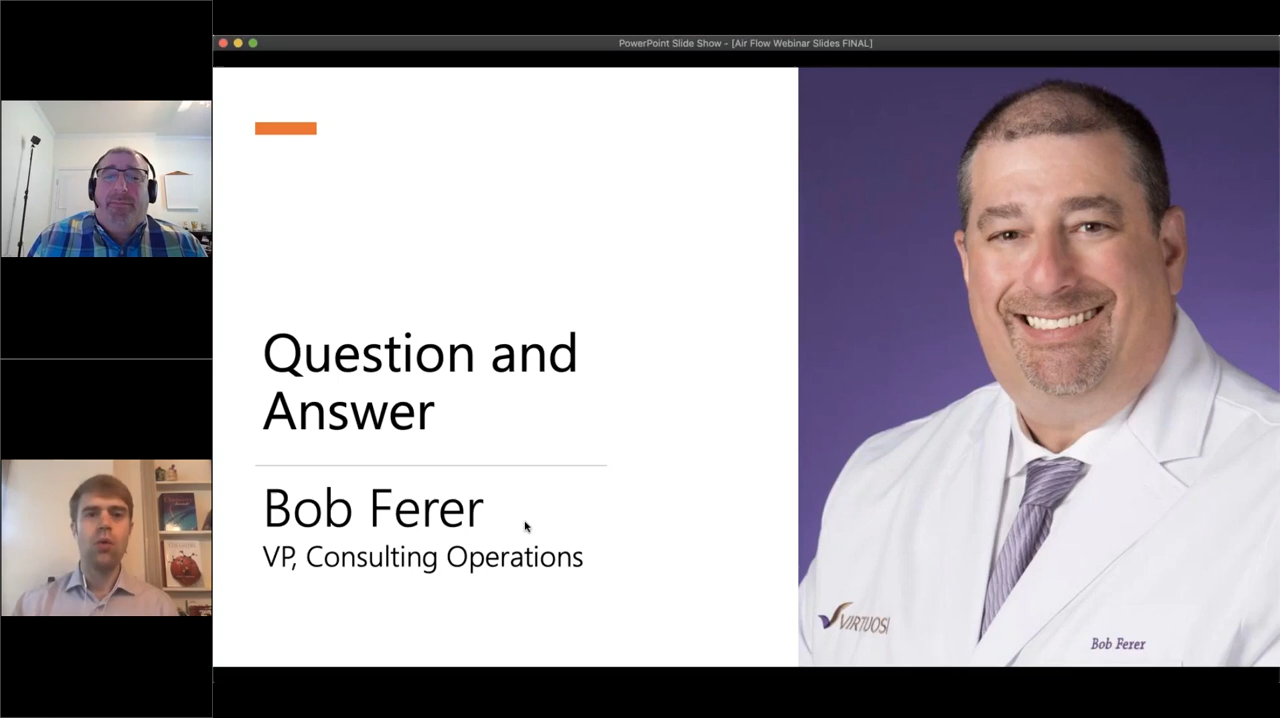 PowerPoint Slide Show - [Air Flow Webinar Slides FINAL]
Question and
Answer
Bob Ferer
VP, Consulting Operations
VIRTUOSI
Bob Ferer